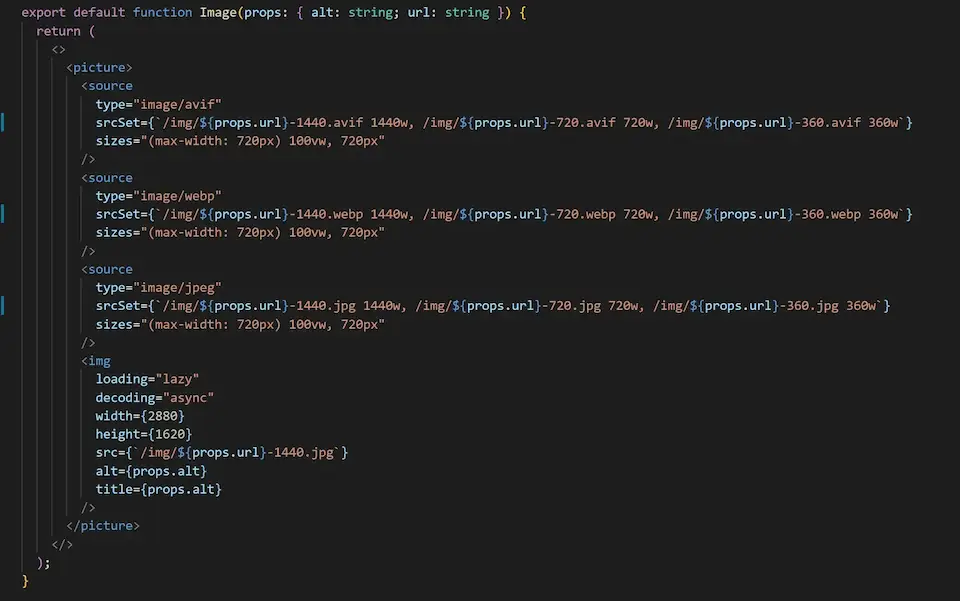 export default function Image(props: { alt: string; url: string }) {
return (
<>
<picture>
<source
type="image/avif"
srcSet={`/img/${props.url}-1440.avif 1440w, /img/${props.url}-720.avif 720w, /img/${props.url}-360.avif 360w`}
sizes="(max-width: 720px) 100vw, 720px"
/>
<source
type="image/webp"
srcSet={`/img/${props.url}-1440.webp 1440w, /img/${props.url}-720.webp 720w, /img/${props.url}-360.webp 360w`}
sizes="(max-width: 720px) 100vw, 720px"
/>
<source
type="image/jpeg"
srcSet={`/img/${props.url}-1440.jpg 1440w, /img/${props.url}-720.jpg 720w, /img/${props.url}-360.jpg 360w`}
sizes="(max-width: 720px) 100vw, 720px"
/>
<img
loading="lazy"
decoding="async"
width={2880}
height={1620}
src={`/img/${props.url}-1440.jpg`}
alt={props.alt}
title={props.alt}
/>
</picture>
</>
);
}